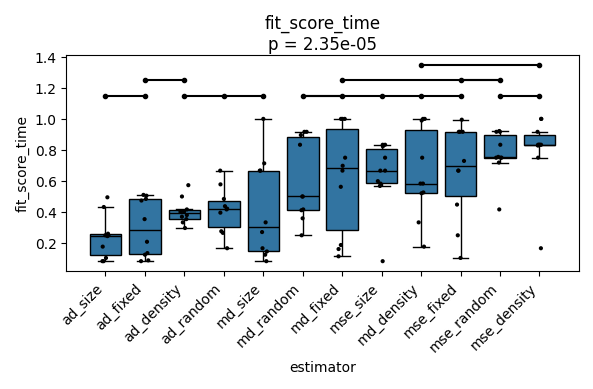 fit_score_time
p = 2.35e-05
fit_score_time
1.4
1.2
1.0
0.8
0.6
0.4
0.2
ad_size
ad_fixed
ad_density
ad_random
md_size
md_random
md_fixed
mse_size
md_density
mse_fixed
mse_random
mse_density
estimator